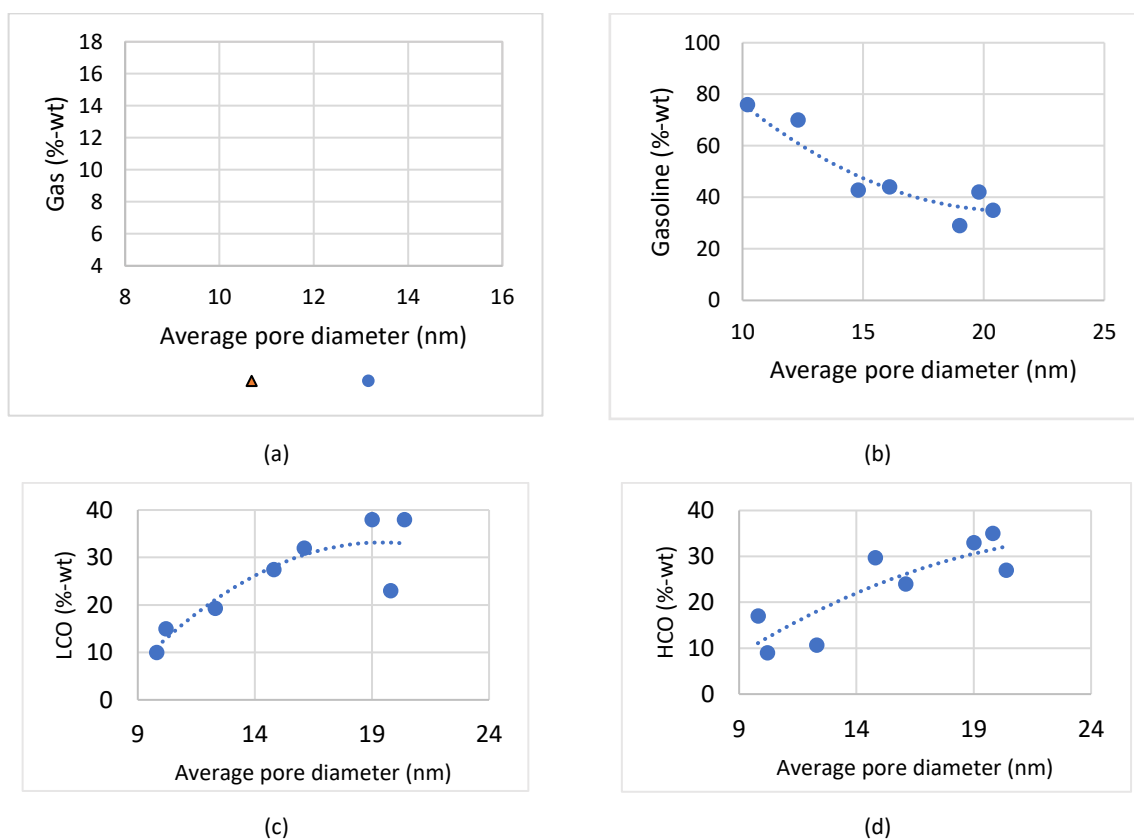 Gas (%-wt)
18
16
14
12
10
8
6
4
8 10 12 14 16
Average pore diameter (nm)
(a)
Gasoline (%-wt)
100
80
60
40
20
0
10 15 20 25
Average pore diameter (nm)
(b)
LCO (%-wt)
40
30
20
10
0
9 14 19 24
Average pore diameter (nm)
(c)
HCO (%-wt)
40
30
20
10
0
9 14 19 24
Average pore diameter (nm)
(d)